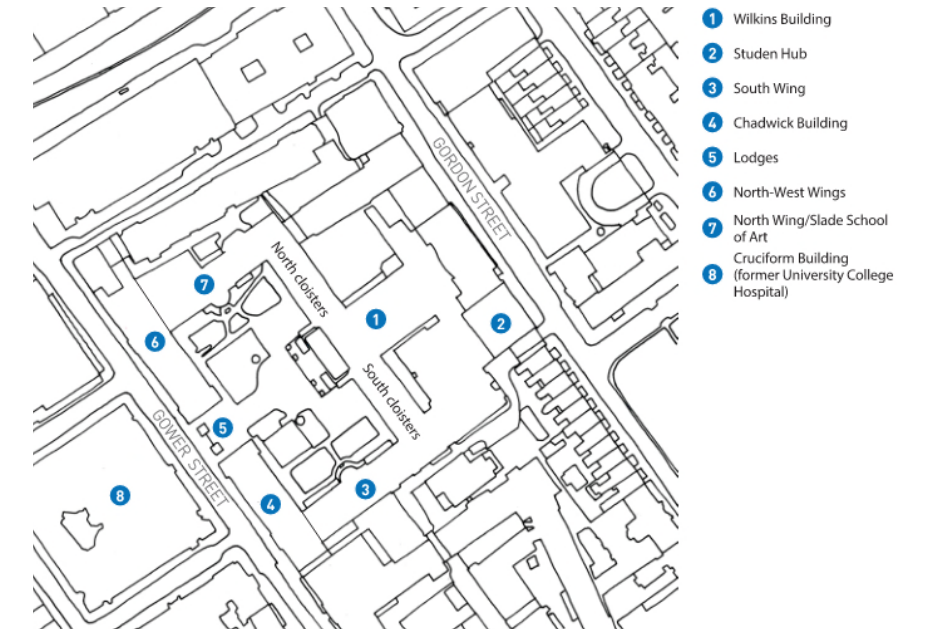 1 Wilkins Building
2 Studen Hub
3 South Wing
4 Chadwick Building
5 Lodges
6 North-West Wings
7 North Wing/Slade School
of Art
8 Cruciform Building
(former University College
Hospital)
GORDON STREET
North cloisters
7
1
2
6
South cloisters
5
GOWER STREET
3
8
4